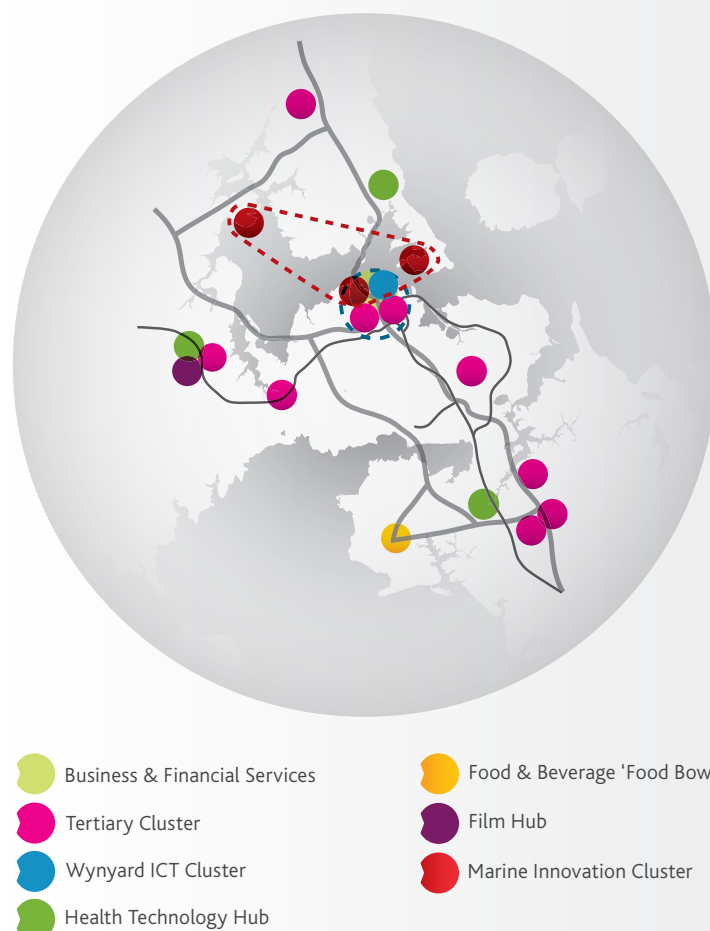 Business & Financial Services
Tertiary Cluster
Wynyard ICT Cluster
Health Technology Hub
Food & Beverage 'Food Bow
Film Hub
Marine Innovation Cluster